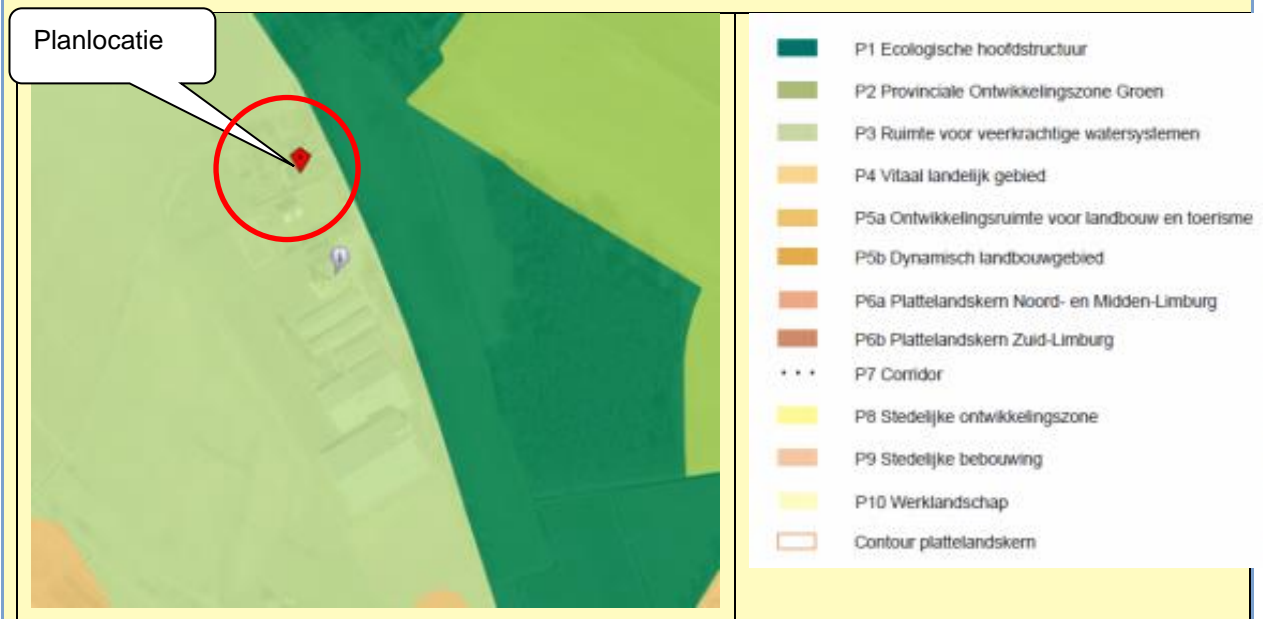 Planlocatie
P1 Ecologische hoofdstructuur
P2 Provinciale Ontwikkelingszone Groen
P3 Ruimte voor veerkrachtige watersystemen
P4 Vitaal landelijk gebied
P5a Ontwikkelingsruimte voor landbouw en toerisme
P5b Dynamisch landbouwgebied
P6a Plattelandskern Noord- en Midden-Limburg
P6b Plattelandskern Zuid-Limburg
P7 Corridor
P8 Stedelijke ontwikkelingszone
P9 Stedelijke bebouwing
P10 Werklandschap
Contour plattelandskern